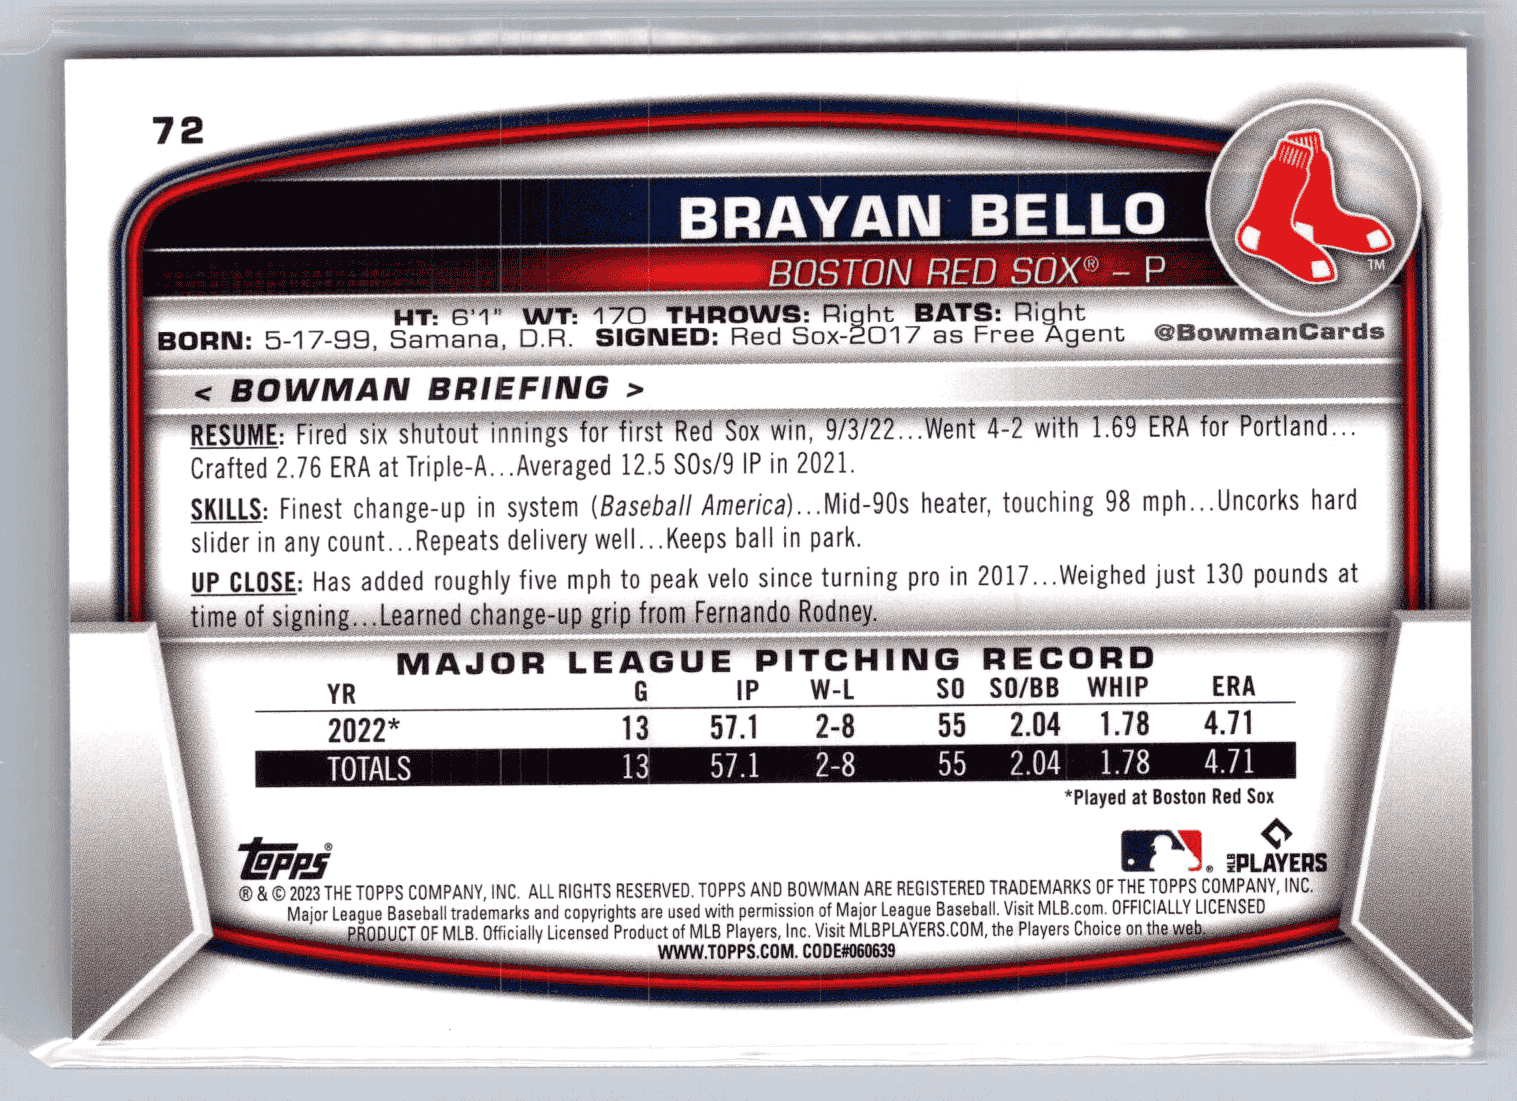 72
BRAYAN BELLO
BOSTON RED SOX® – P
TM
HT: 6'1" WT: 170 THROWS: Right BATS: Right
BORN: 5-17-99, Samana, D.R. SIGNED: Red Sox-2017 as Free Agent @BowmanCards
< BOWMAN BRIEFING >
RESUME: Fired six shutout innings for first Red Sox win, 9/3/22...Went 4-2 with 1.69 ERA for Portland...
Crafted 2.76 ERA at Triple-A...Averaged 12.5 SOs/9 IP in 2021.
SKILLS: Finest change-up in system (Baseball America)...Mid-90s heater, touching 98 mph...Uncorks hard
slider in any count...Repeats delivery well...Keeps ball in park.
UP CLOSE: Has added roughly five mph to peak velo since turning pro in 2017...Weighed just 130 pounds at
time of signing...Learned change-up grip from Fernando Rodney.
MAJOR LEAGUE PITCHING RECORD
YR G IP W-L SO SO/BB WHIP ERA
2022* 13 57.1 2-8 55 2.04 1.78 4.71
TOTALS 13 57.1 2-8 55 2.04 1.78 4.71
*Played at Boston Red Sox
topps® ® MLB PLAYERS
® & © 2023 THE TOPPS COMPANY, INC. ALL RIGHTS RESERVED. TOPPS AND BOWMAN ARE REGISTERED TRADEMARKS OF THE TOPPS COMPANY, INC.
Major League Baseball trademarks and copyrights are used with permission of Major League Baseball. Visit MLB.com. OFFICIALLY LICENSED
PRODUCT OF MLB. Officially Licensed Product of MLB Players, Inc. Visit MLBPLAYERS.COM, the Players Choice on the web.
WWW.TOPPS.COM. CODE#060639